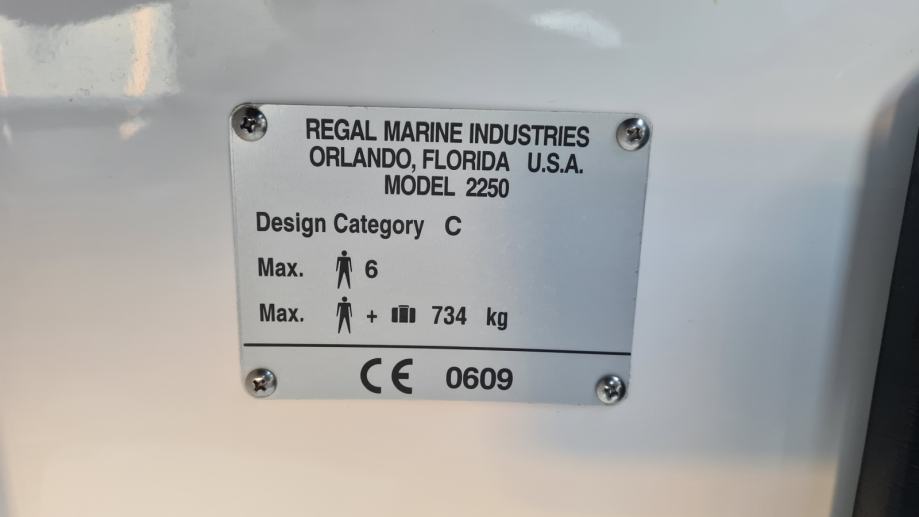 REGAL MARINE INDUSTRIES
ORLANDO, FLORIDA U.S.A.
MODEL 2250
Design Category C
Max. 6
Max. + 734 kg
CE 0609